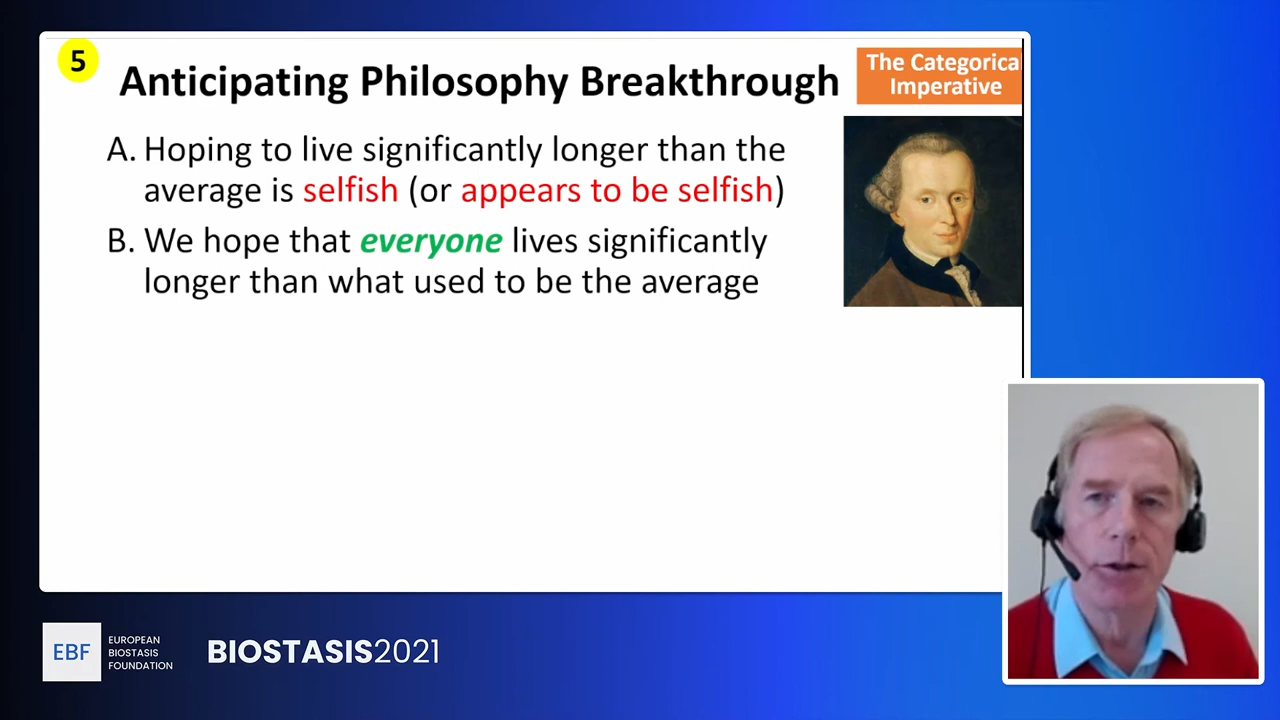 5
Anticipating Philosophy Breakthrough
The Categorica
Imperative
A. Hoping to live significantly longer than the
average is selfish (or appears to be selfish)
B. We hope that everyone lives significantly
longer than what used to be the average
EBF
EUROPEAN
BIOSTASIS
FOUNDATION
BIOSTASIS2021